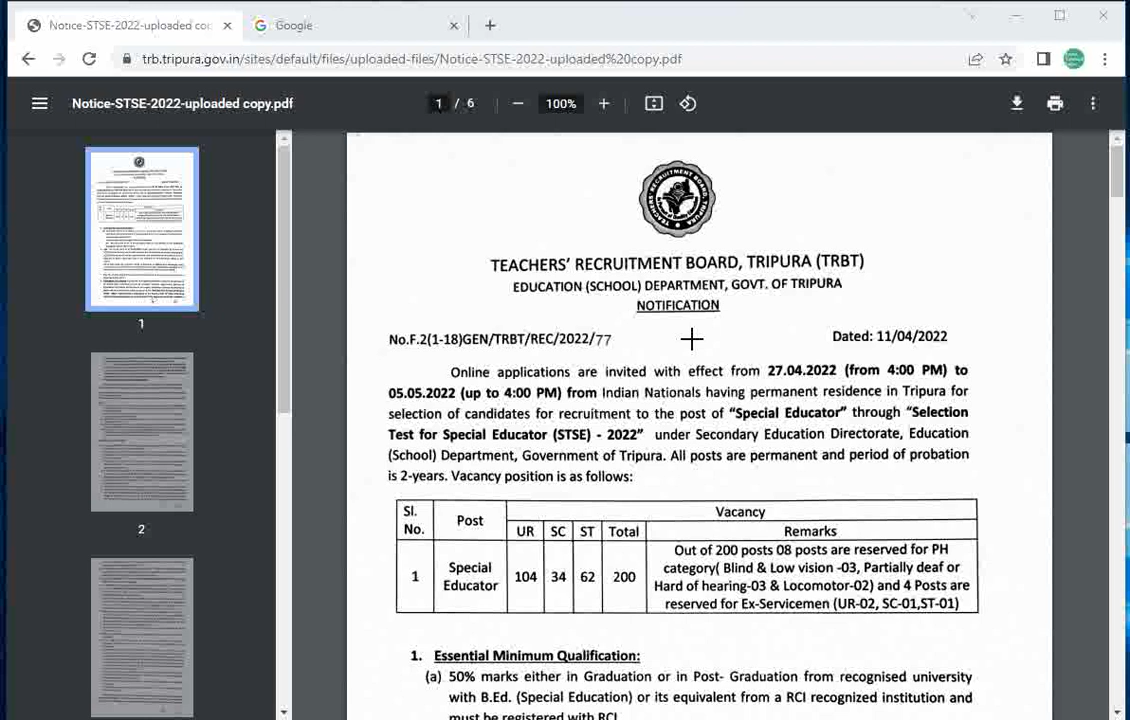 Notice-STSE-2022-uploaded co
Google
trb.tripura.gov.in/sites/default/files/uploaded-files/Notice-STSE-2022-uploaded%20copy.pdf
Notice-STSE-2022-uploaded copy.pdf
1 / 6
100%
1
2
TEACHERS' RECRUITMENT BOARD, TRIPURA (TRBT)
EDUCATION (SCHOOL) DEPARTMENT, GOVT. OF TRIPURA
NOTIFICATION
No.F.2(1-18)GEN/TRBT/REC/2022/77 Dated: 11/04/2022
Online applications are invited with effect from 27.04.2022 (from 4:00 PM) to
05.05.2022 (up to 4:00 PM) from Indian Nationals having permanent residence in Tripura for
selection of candidates for recruitment to the post of "Special Educator" through "Selection
Test for Special Educator (STSE) - 2022" under Secondary Education Directorate, Education
(School) Department, Government of Tripura. All posts are permanent and period of probation
is 2-years. Vacancy position is as follows:
Sl. No. Post Vacancy
UR SC ST Total Remarks
1 Special Educator 104 34 62 200 Out of 200 posts 08 posts are reserved for PH
category( Blind & Low vision -03, Partially deaf or
Hard of hearing-03 & Locomotor-02) and 4 Posts are
reserved for Ex-Servicemen (UR-02, SC-01,ST-01)
1. Essential Minimum Qualification:
(a) 50% marks either in Graduation or in Post- Graduation from recognised university
with B.Ed. (Special Education) or its equivalent from a RCI recognized institution and
must be registered with RCI